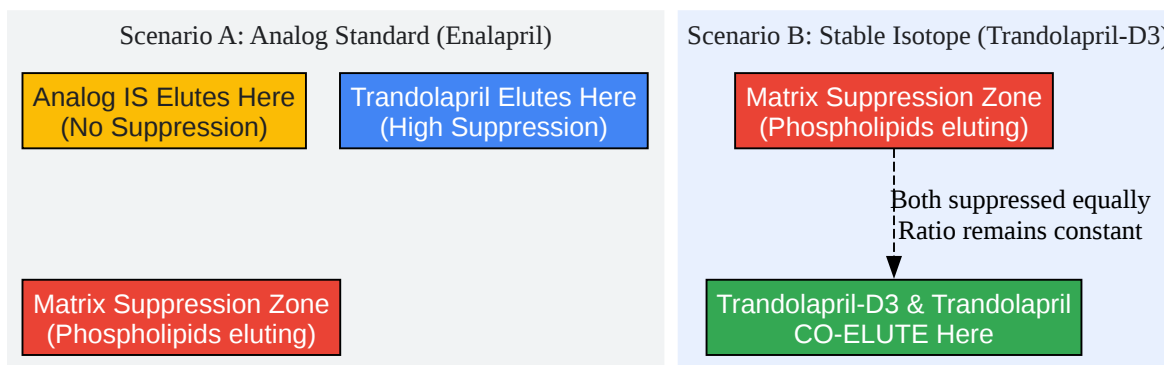 Scenario A: Analog Standard (Enalapril)
Analog IS Elutes Here
(No Suppression)
Trandolapril Elutes Here
(High Suppression)
Matrix Suppression Zone
(Phospholipids eluting)
Scenario B: Stable Isotope (Trandolapril-D3)
Matrix Suppression Zone
(Phospholipids eluting)
Both suppressed equally
Ratio remains constant
Trandolapril-D3 & Trandolapril
CO-ELUTE Here